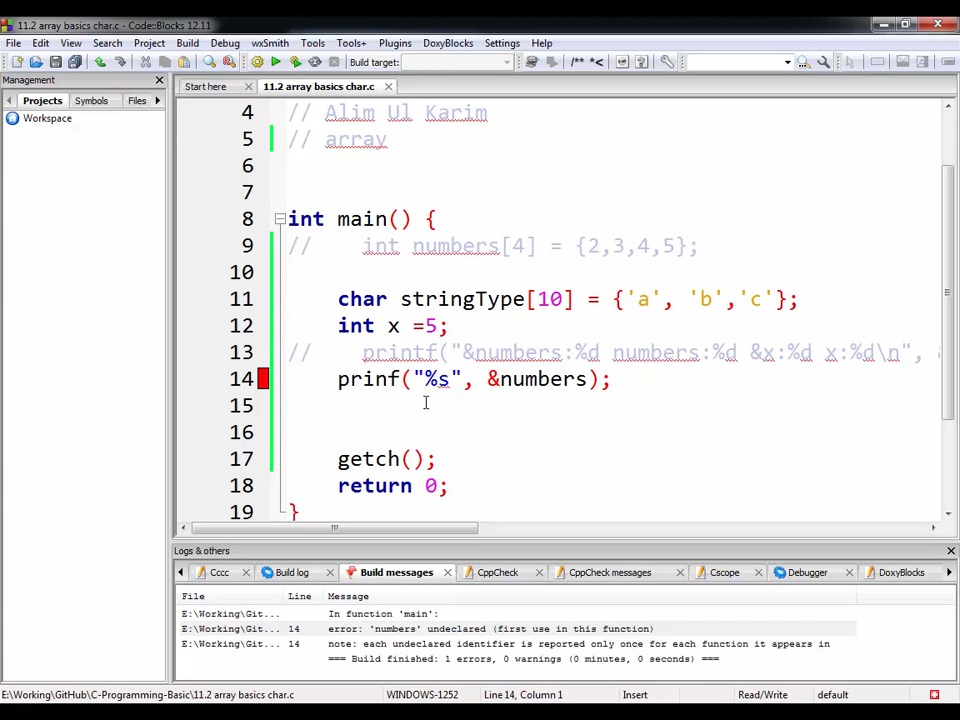 11.2 array basics char.c - Code::Blocks 12.11
File Edit View Search Project Build Debug wxSmith Tools Tools+ Plugins DoxyBlocks Settings Help
Build target:
/** *<
Management
Projects Symbols Files
Workspace
Start here 11.2 array basics char.c
4 // Alim Ul Karim
5 // array
6
7
8 int main() {
9 // int numbers[4] = {2,3,4,5};
10
11 char stringType[10] = {'a', 'b','c'};
12 int x =5;
13 // printf("&numbers:%d numbers:%d &x:%d x:%d\n", &
14 prinf("%s", &numbers);
15
16
17 getch();
18 return 0;
19 }
Logs & others
Cccc Build log Build messages CppCheck CppCheck messages Cscope Debugger DoxyBlocks
File Line Message
E:\Working\Git... In function 'main':
E:\Working\Git... 14 error: 'numbers' undeclared (first use in this function)
E:\Working\Git... 14 note: each undeclared identifier is reported only once for each function it appears in
=== Build finished: 1 errors, 0 warnings (0 minutes, 0 seconds) ===
E:\Working\GitHub\C-Programming-Basic\11.2 array basics char.c WINDOWS-1252 Line 14, Column 1 Insert Read/Write default